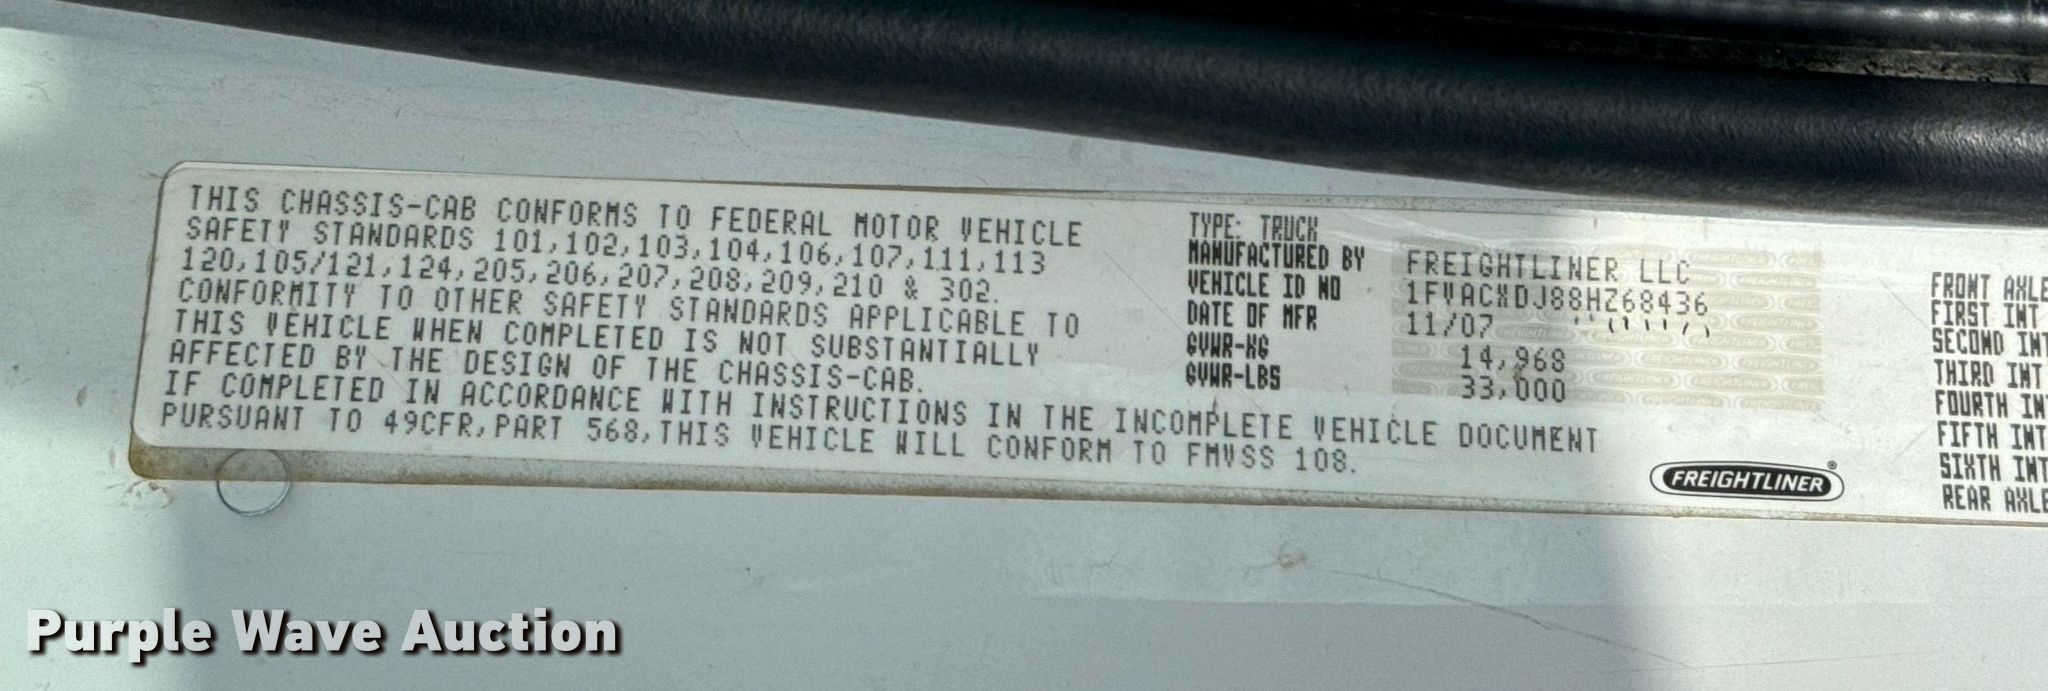 THIS CHASSIS-CAB CONFORMS TO FEDERAL MOTOR VEHICLE
SAFETY STANDARDS 101,102,103,104,106,107,111,113
120,105/121,124,205,206,207,208,209,210 & 302.
CONFORMITY TO OTHER SAFETY STANDARDS APPLICABLE TO
THIS VEHICLE WHEN COMPLETED IS NOT SUBSTANTIALLY
AFFECTED BY THE DESIGN OF THE CHASSIS-CAB.
IF COMPLETED IN ACCORDANCE WITH INSTRUCTIONS IN THE INCOMPLETE VEHICLE DOCUMENT
PURSUANT TO 49CFR,PART 568,THIS VEHICLE WILL CONFORM TO FMVSS 108.
TYPE: TRUCK
MANUFACTURED BY FREIGHTLINER LLC
VEHICLE ID NO 1FVACXDJ88HZ68436
DATE OF MFR 11/07
GVWR-KG 14,968
GVWR-LBS 33,000
FREIGHTLINER®
FRONT AXLE
FIRST INT
SECOND INT
THIRD INT
FOURTH INT
FIFTH INT
SIXTH INT
REAR AXLE
Purple Wave Auction